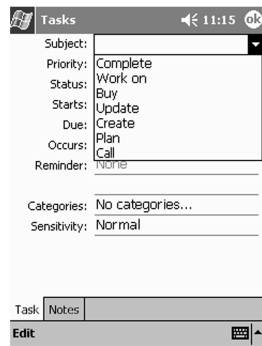 Tasks 11:15 ok
Subject:
Priority: Complete
Status: Work on
Buy
Starts: Update
Due: Create
Occurs: Plan
Call
Reminder: None
Categories: No categories...
Sensitivity: Normal
Task Notes
Edit